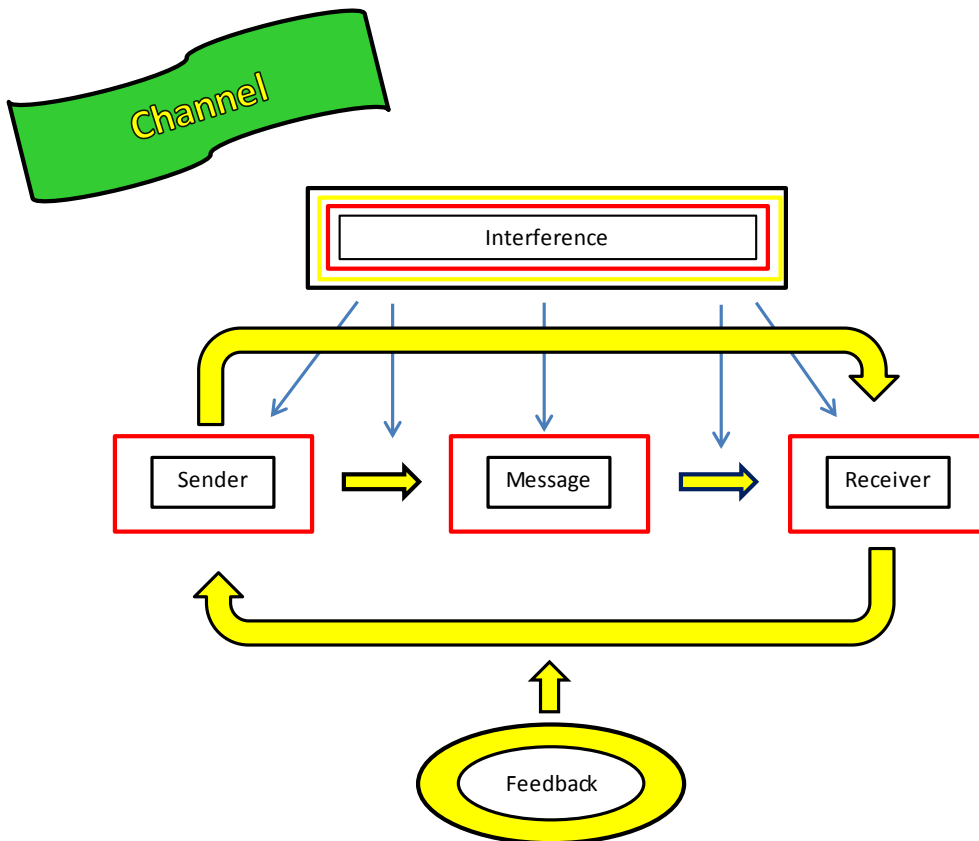 Channel
Interference
Sender
Message
Receiver
Feedback